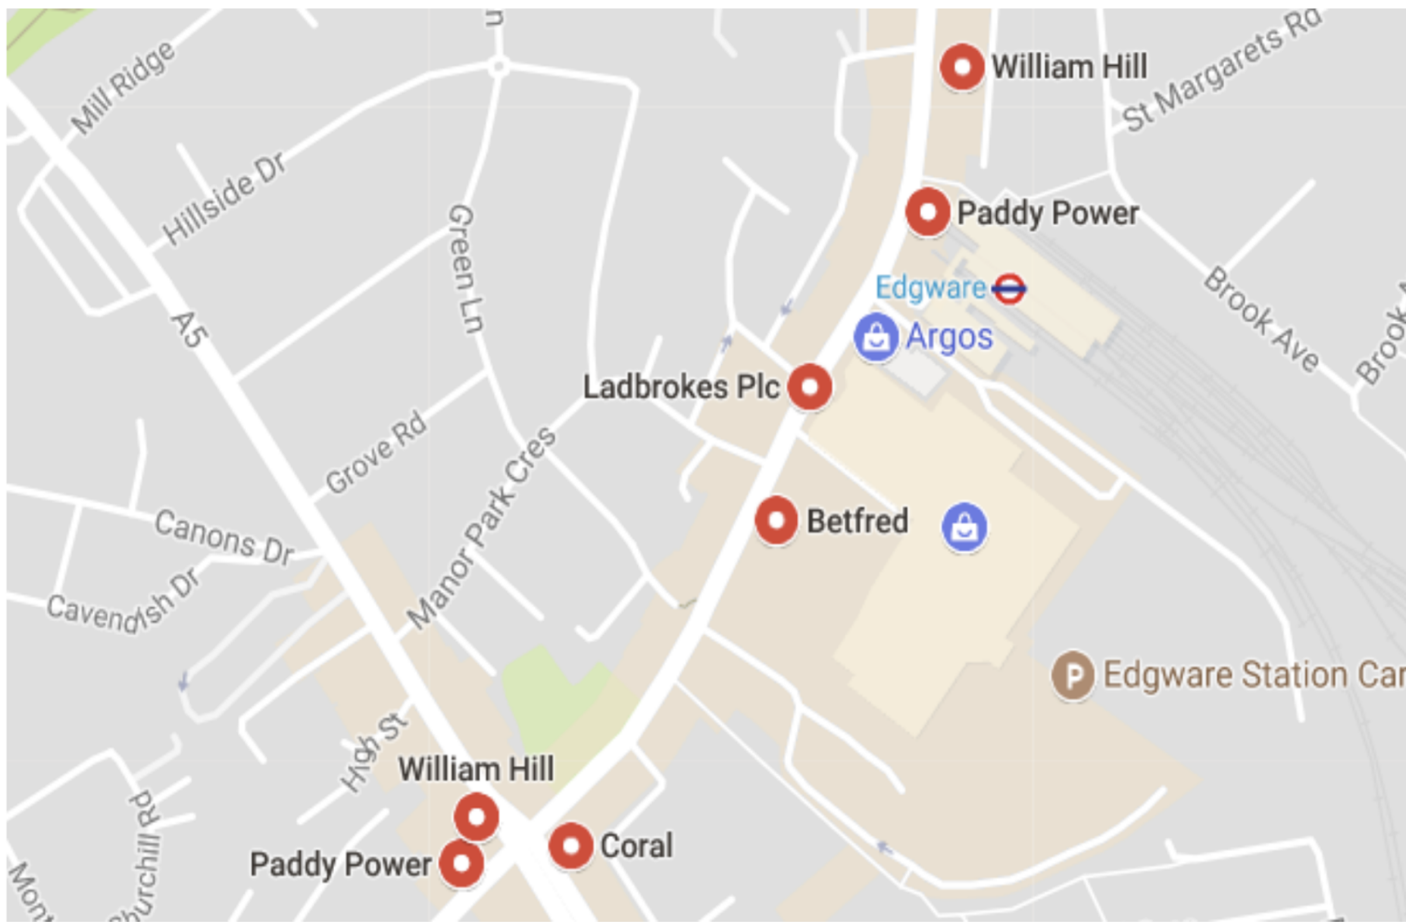 William Hill
St Margarets Rd
Mill Ridge
Hillside Dr
Paddy Power
Green Ln
Edgware
Brook Ave
A5
Argos
Ladbrokes Plc
Grove Rd
Manor Park Cres
Betfred
Canons Dr
Cavendish Dr
Edgware Station Car
High St
William Hill
Coral
Paddy Power